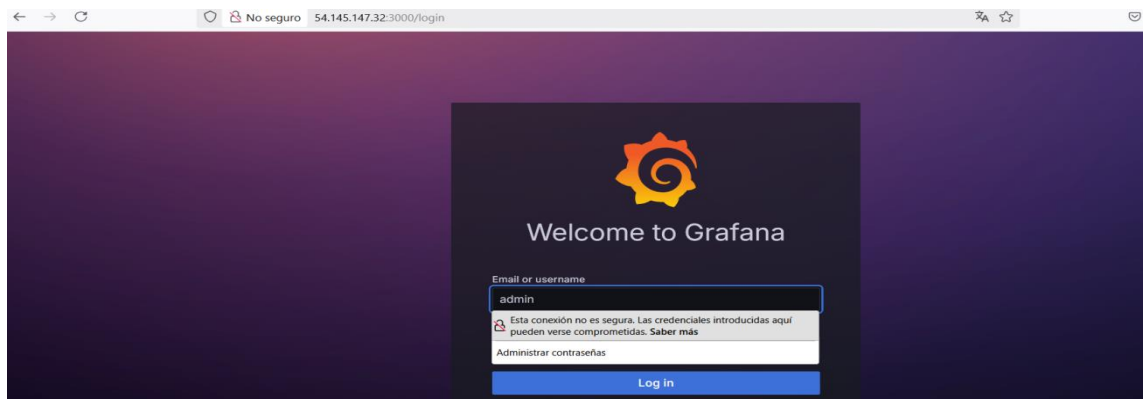 No seguro 54.145.147.32:3000/login
Welcome to Grafana
Email or username
admin
Esta conexión no es segura. Las credenciales introducidas aquí
pueden verse comprometidas. Saber más
Administrar contraseñas
Log in